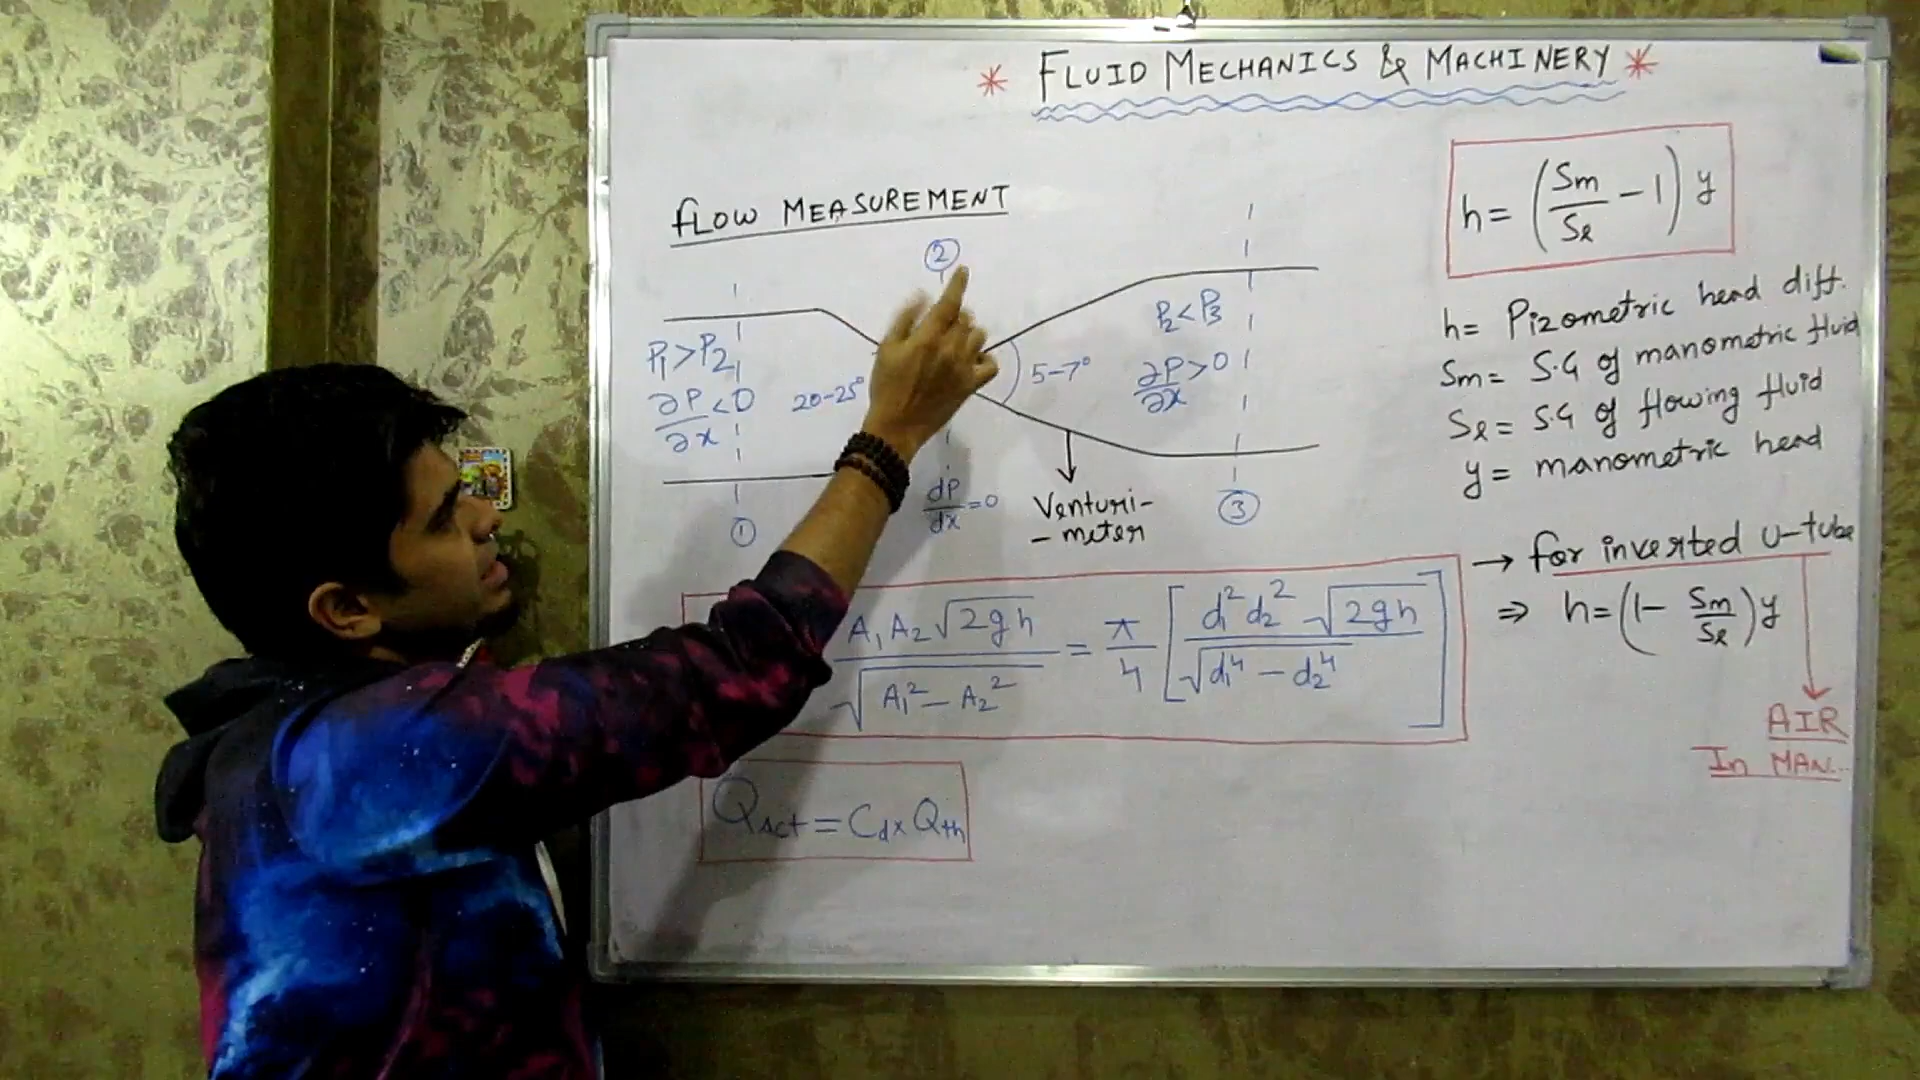 * FLUID MECHANICS & MACHINERY *
FLOW MEASUREMENT
②
P₁>P₂
∂P/∂x <0
20-25°
5-7°
P₂<P₃
∂P/∂x >0
①
dP/dx =0
Venturi-
- meter
③
A₁A₂√2gh / √A₁²-A₂² = π/4 [d₁²d₂² √2gh / √d₁⁴-d₂⁴]
Qact = Cd x Qth
h = (Sm/Sl - 1) y
h = Pizometric head diff.
Sm = S.G of manometric fluid
Sl = S.G of flowing fluid
y = manometric head
→ for inverted U-tube
⇒ h = (1 - Sm/Sl) y
AIR
In MAN..